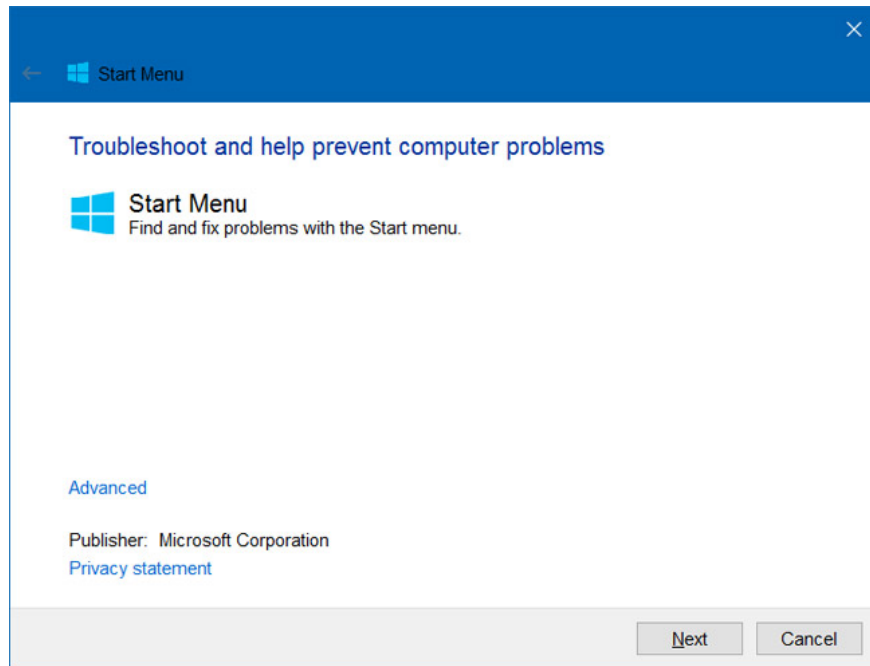 Start Menu
Troubleshoot and help prevent computer problems
Start Menu
Find and fix problems with the Start menu.
Advanced
Publisher: Microsoft Corporation
Privacy statement
Next Cancel